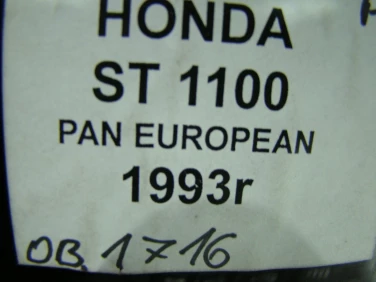 HONDA
ST 1100
PAN EUROPEAN
1993r
OB. 1716